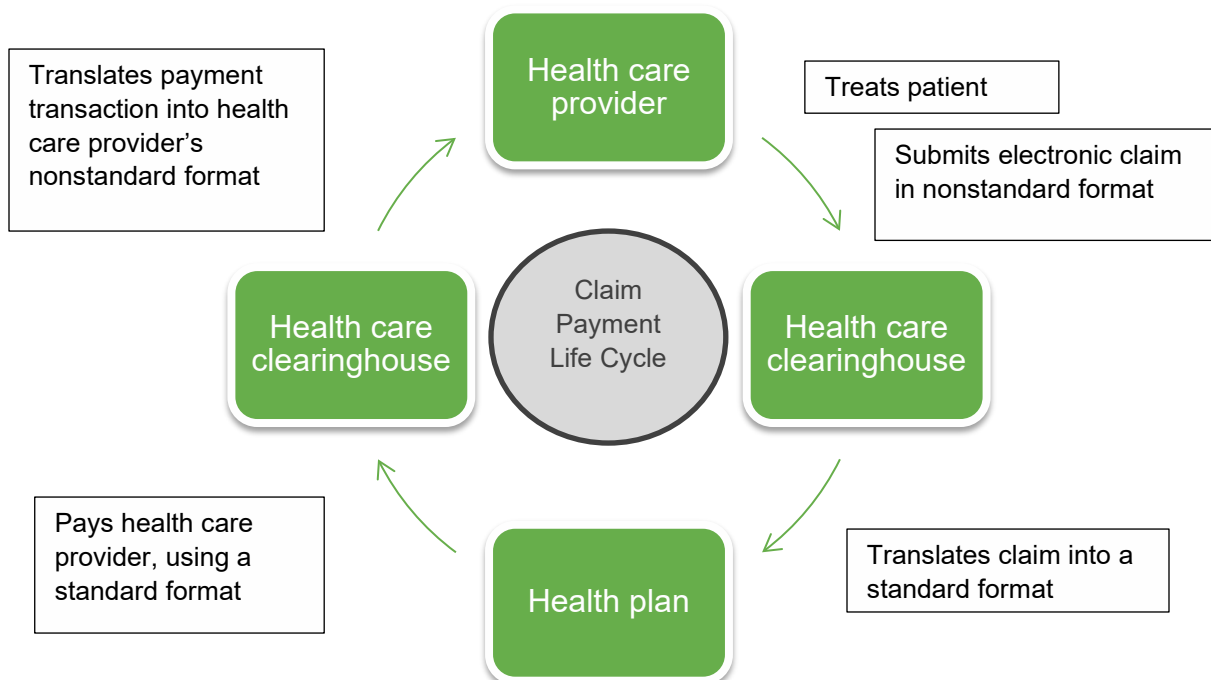 Health care
provider
Treats patient
Submits electronic claim
in nonstandard format
Health care
clearinghouse
Translates claim into a
standard format
Health plan
Pays health care
provider, using a
standard format
Health care
clearinghouse
Translates payment
transaction into health
care provider’s
nonstandard format
Claim
Payment
Life Cycle